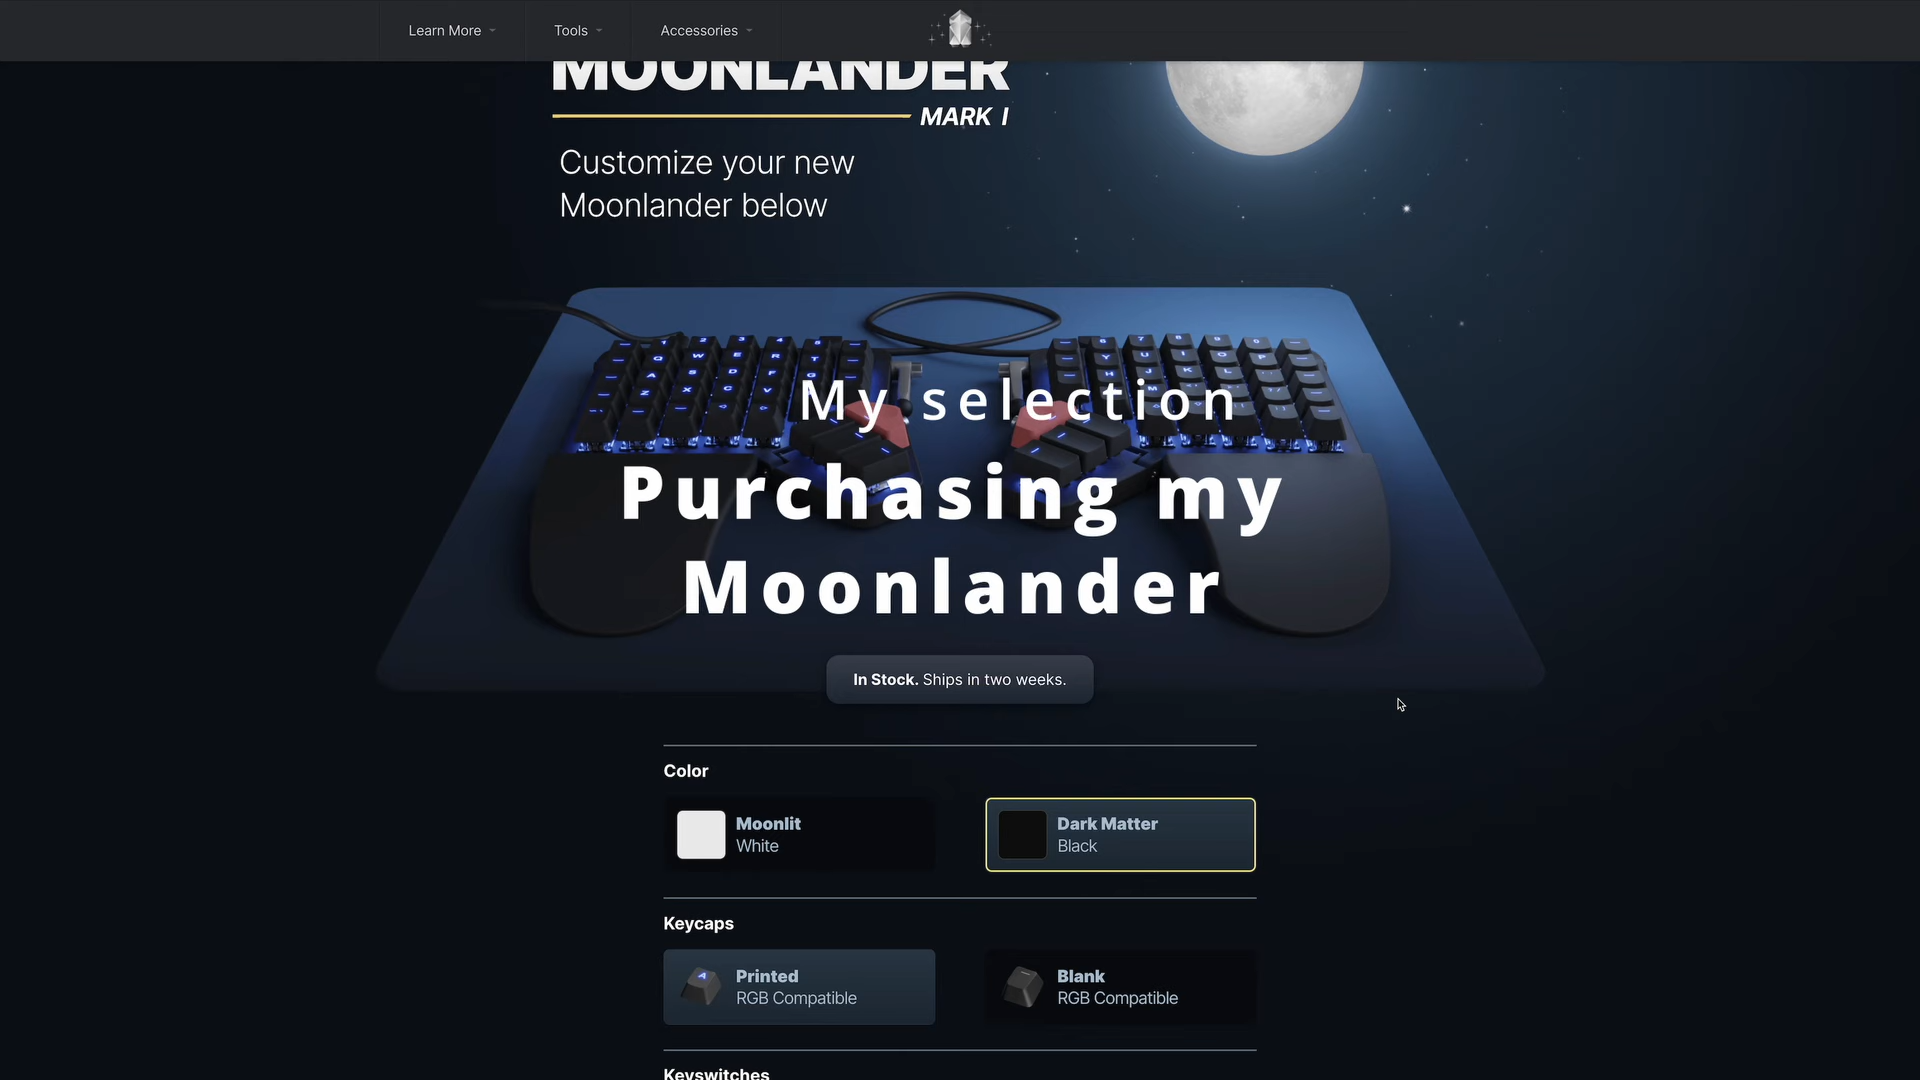 Learn More
Tools
Accessories
MOONLANDER
MARK I
Customize your new
Moonlander below
My selection
Purchasing my
Moonlander
In Stock. Ships in two weeks.
Color
Moonlit
White
Dark Matter
Black
Keycaps
Printed
RGB Compatible
Blank
RGB Compatible
Keyswitches